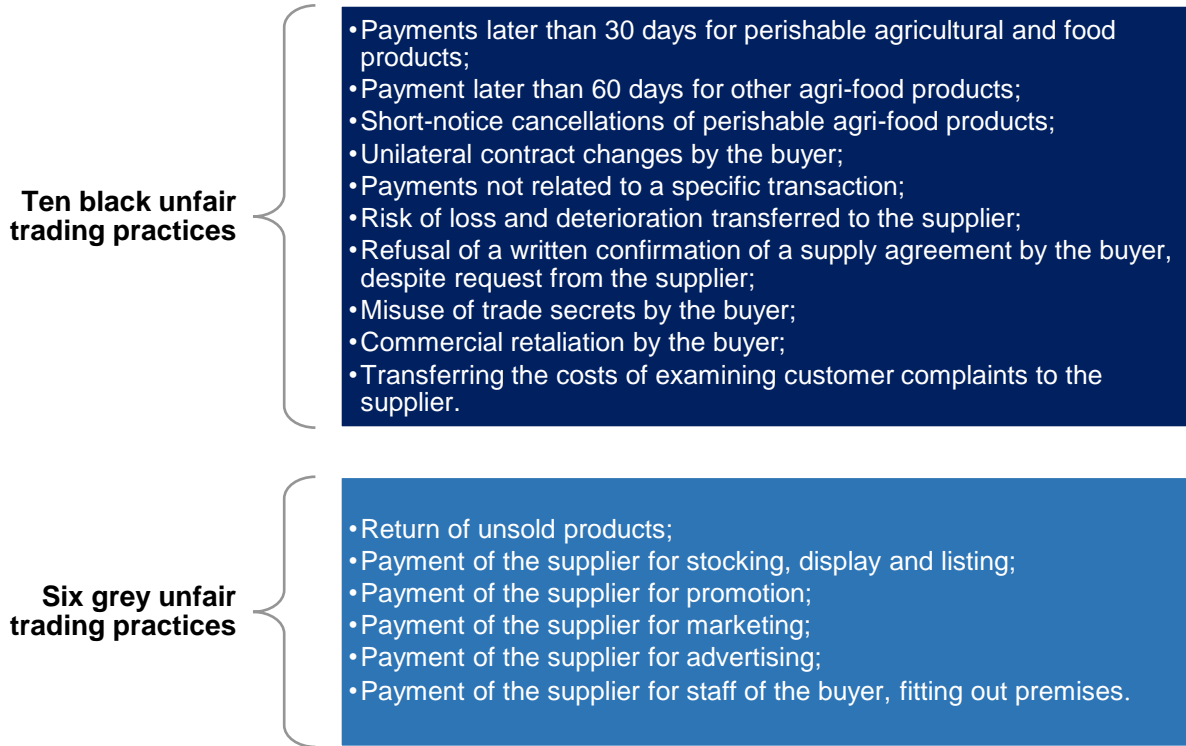 Ten black unfair
trading practices
•Payments later than 30 days for perishable agricultural and food
products;
•Payment later than 60 days for other agri-food products;
•Short-notice cancellations of perishable agri-food products;
•Unilateral contract changes by the buyer;
•Payments not related to a specific transaction;
•Risk of loss and deterioration transferred to the supplier;
•Refusal of a written confirmation of a supply agreement by the buyer,
despite request from the supplier;
•Misuse of trade secrets by the buyer;
•Commercial retaliation by the buyer;
•Transferring the costs of examining customer complaints to the
supplier.
Six grey unfair
trading practices
•Return of unsold products;
•Payment of the supplier for stocking, display and listing;
•Payment of the supplier for promotion;
•Payment of the supplier for marketing;
•Payment of the supplier for advertising;
•Payment of the supplier for staff of the buyer, fitting out premises.